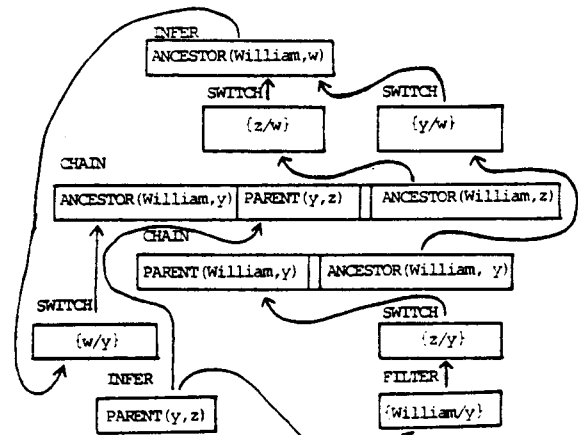 INFER
ANCESTOR(William,w)
SWITCH SWITCH
{z/w} {y/w}
CHAIN
ANCESTOR(William,y) PARENT(y,z) ANCESTOR(William,z)
CHAIN
PARENT(William,y) ANCESTOR(William, y)
SWITCH SWITCH
{w/y} {z/y}
INFER FILTER
PARENT(y,z) {William/y}